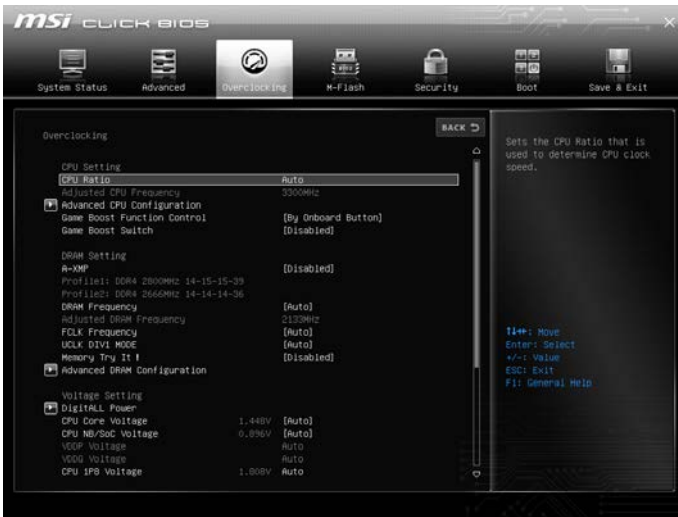 msi CLICK BIOS
System Status
Advanced
Overclocking
M-Flash
Security
Boot
Save & Exit
Overclocking
BACK
CPU Setting
CPU Ratio Auto
Adjusted CPU Frequency 3300MHz
Advanced CPU Configuration
Game Boost Function Control [By Onboard Button]
Game Boost Switch [Disabled]
DRAM Setting
A-XMP [Disabled]
Profile1: DDR4 2800MHz 14-15-15-39
Profile2: DDR4 2666MHz 14-14-14-36
DRAM Frequency [Auto]
Adjusted DRAM Frequency 2133MHz
FCLK Frequency [Auto]
UCLK DIV1 MODE [Auto]
Memory Try It ! [Disabled]
Advanced DRAM Configuration
Voltage Setting
DigitALL Power
CPU Core Voltage 1.448V [Auto]
CPU NB/SoC Voltage 0.896V [Auto]
VDDP Voltage Auto
VDDG Voltage Auto
CPU 1P8 Voltage 1.808V Auto
Sets the CPU Ratio that is
used to determine CPU clock
speed.
↑↓←→: Move
Enter: Select
+/-: Value
ESC: Exit
F1: General Help